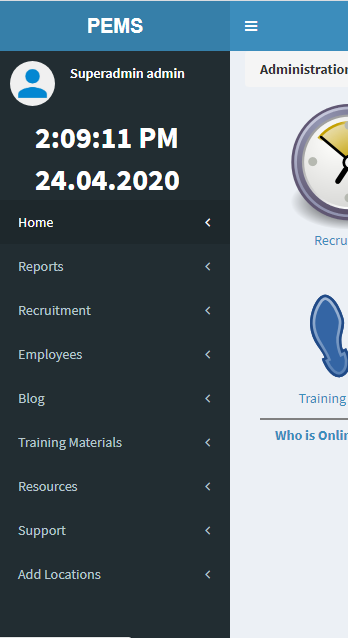 PEMS
Superadmin admin
2:09:11 PM
24.04.2020
Home
Reports
Recruitment
Employees
Blog
Training Materials
Resources
Support
Add Locations
Administration
Recru
Training
Who is Onlin